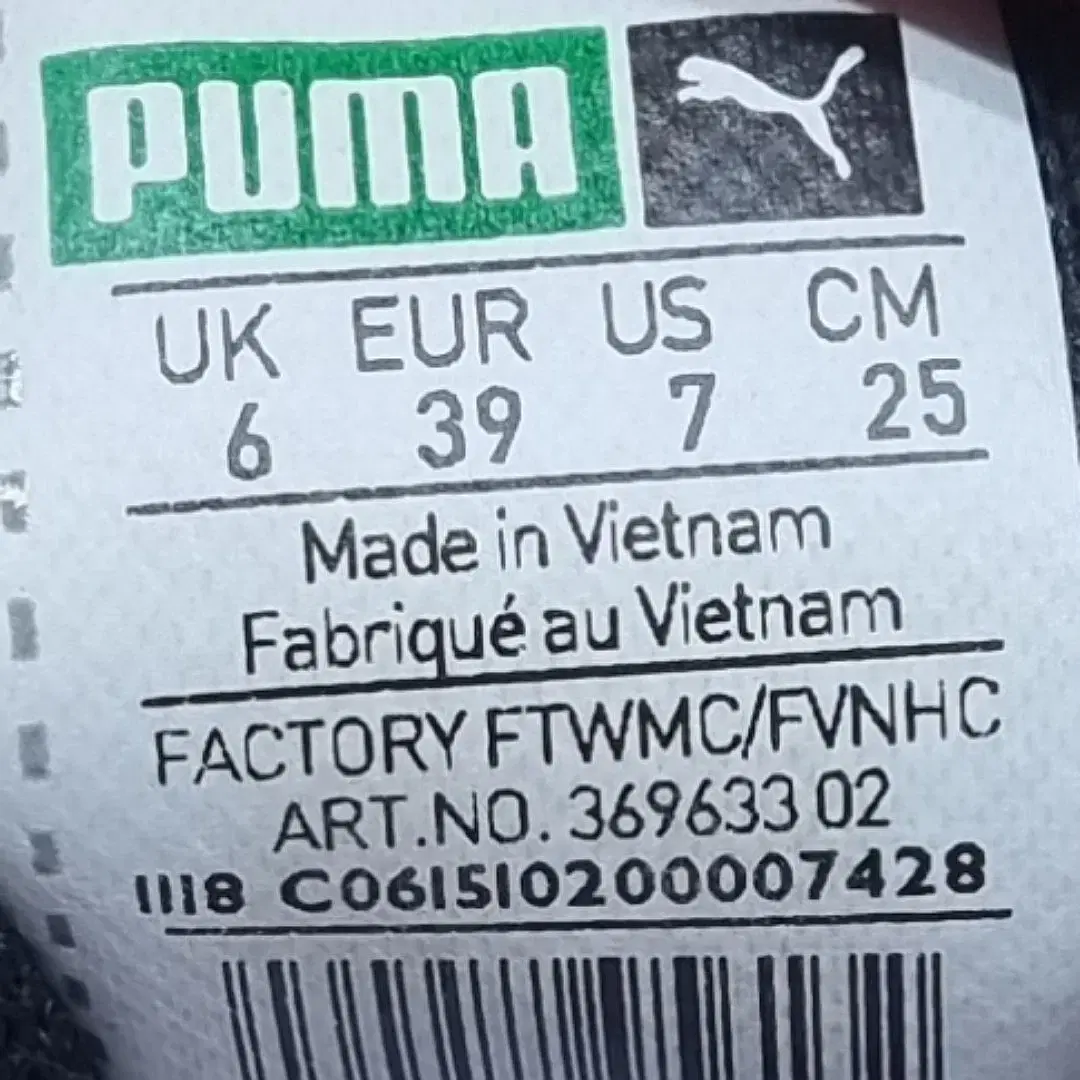 PUMA
UK EUR US CM
6 39 7 25
Made in Vietnam
Fabriqué au Vietnam
FACTORY FTWMC/FVNHC
ART.NO. 369633 02
1118 C061510200007428